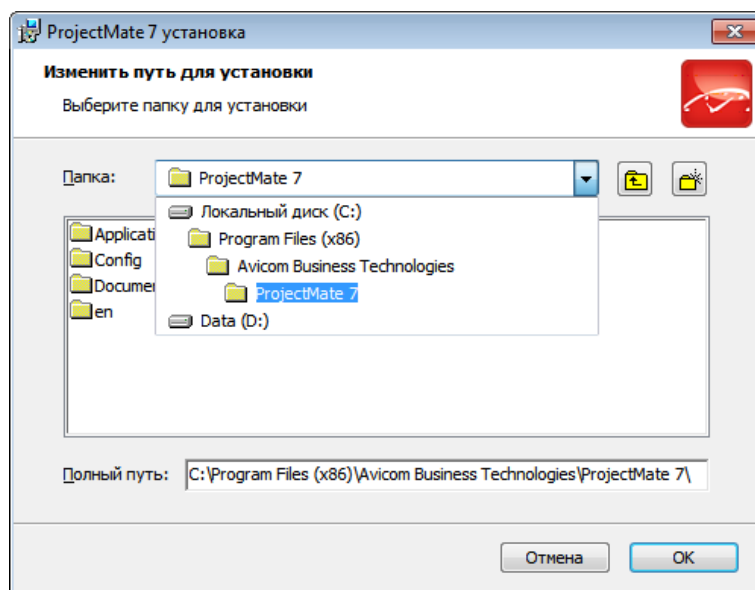 ProjectMate 7 установка
Изменить путь для установки
Выберите папку для установки
Папка:
ProjectMate 7
Локальный диск (C:)
Program Files (x86)
Avicom Business Technologies
ProjectMate 7
Data (D:)
Applicati
Config
Documen
en
Полный путь:
C:\Program Files (x86)\Avicom Business Technologies\ProjectMate 7\
Отмена
OK